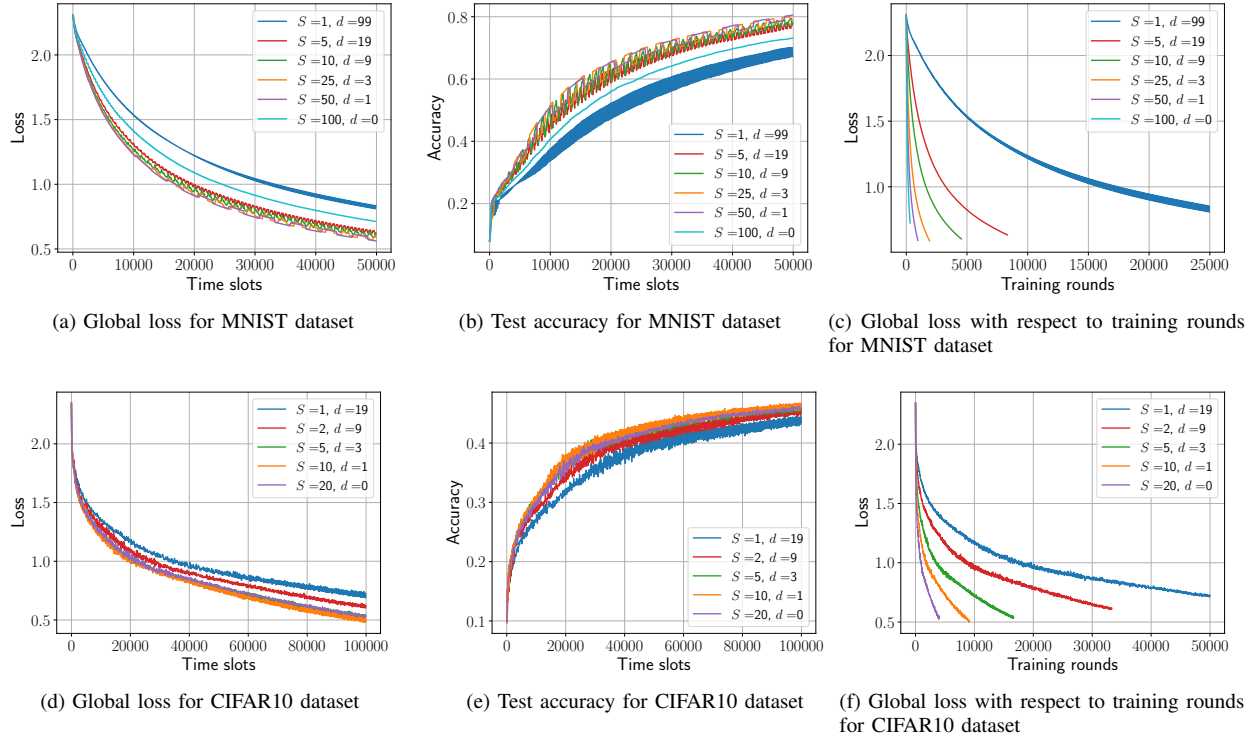 2.0
1.5
1.0
0.5
Loss
0
10000
20000
30000
40000
50000
Time slots
S =1, d =99
S =5, d =19
S =10, d =9
S =25, d =3
S =50, d =1
S =100, d =0
(a) Global loss for MNIST dataset
0.8
0.6
0.4
0.2
Accuracy
0
10000
20000
30000
40000
50000
Time slots
S =1, d =99
S =5, d =19
S =10, d =9
S =25, d =3
S =50, d =1
S =100, d =0
(b) Test accuracy for MNIST dataset
2.0
1.5
1.0
Loss
0
5000
10000
15000
20000
25000
Training rounds
S =1, d =99
S =5, d =19
S =10, d =9
S =25, d =3
S =50, d =1
S =100, d =0
(c) Global loss with respect to training rounds
for MNIST dataset
2.0
1.5
1.0
0.5
Loss
0
20000
40000
60000
80000
100000
Time slots
S =1, d =19
S =2, d =9
S =5, d =3
S =10, d =1
S =20, d =0
(d) Global loss for CIFAR10 dataset
0.4
0.3
0.2
0.1
Accuracy
0
20000
40000
60000
80000
100000
Time slots
S =1, d =19
S =2, d =9
S =5, d =3
S =10, d =1
S =20, d =0
(e) Test accuracy for CIFAR10 dataset
2.0
1.5
1.0
0.5
Loss
0
10000
20000
30000
40000
50000
Training rounds
S =1, d =19
S =2, d =9
S =5, d =3
S =10, d =1
S =20, d =0
(f) Global loss with respect to training rounds
for CIFAR10 dataset